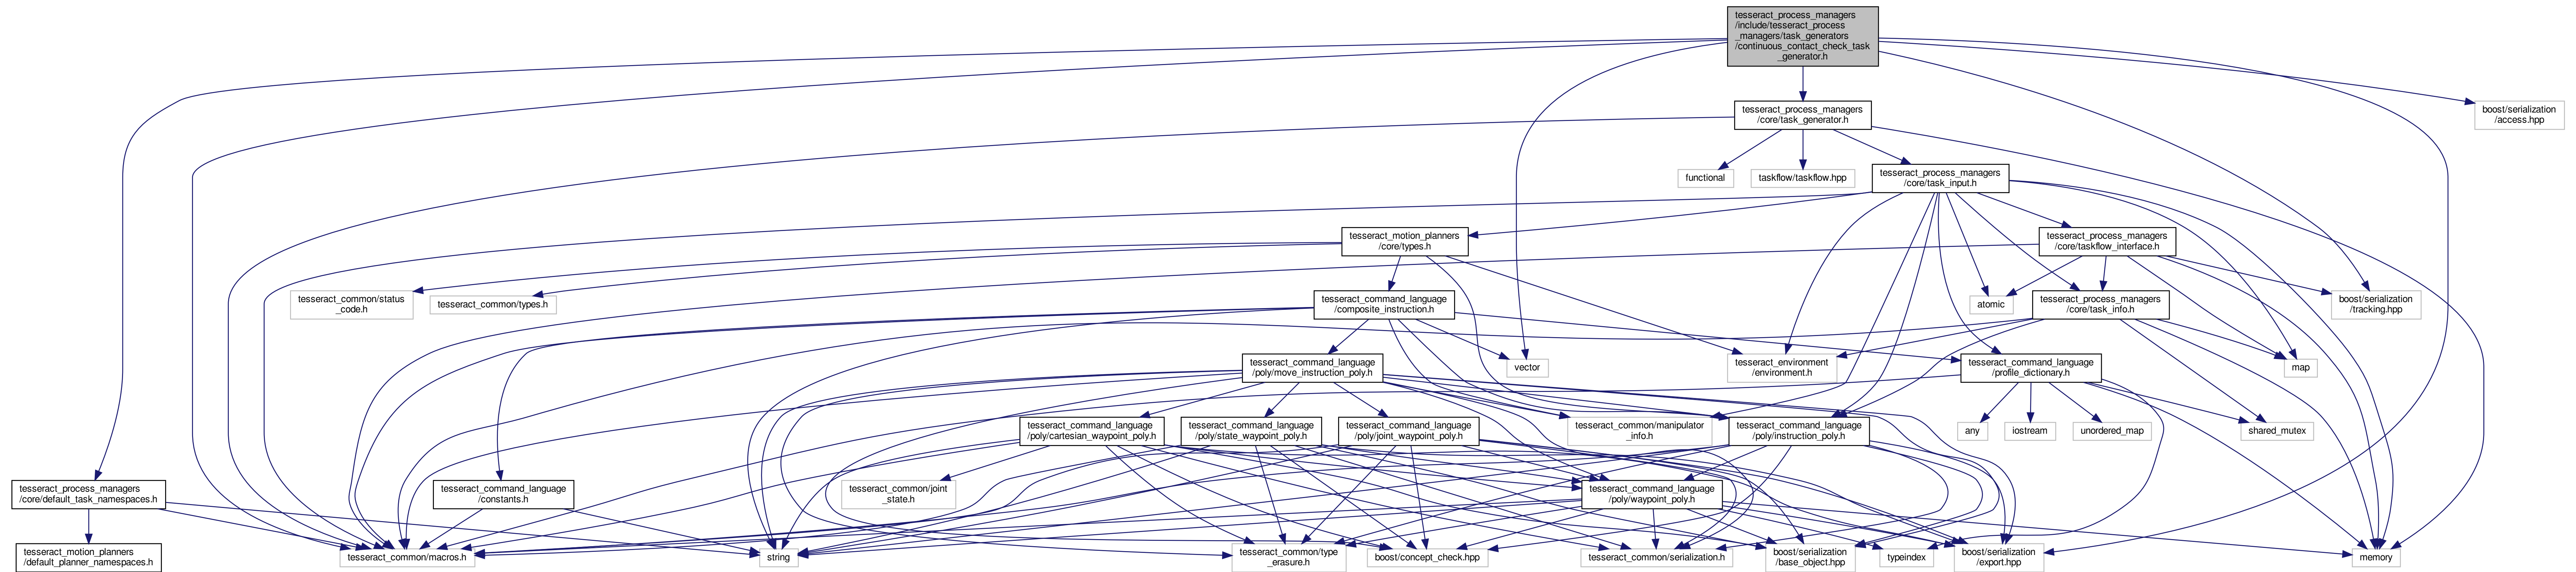 tesseract_process_managers
/include/tesseract_process
_managers/task_generators
/continuous_contact_check_task
_generator.h
tesseract_process_managers
/core/task_generator.h
boost/serialization
/access.hpp
functional
taskflow/taskflow.hpp
tesseract_process_managers
/core/task_input.h
tesseract_motion_planners
/core/types.h
tesseract_process_managers
/core/taskflow_interface.h
tesseract_common/status
_code.h
tesseract_common/types.h
tesseract_command_language
/composite_instruction.h
atomic
tesseract_process_managers
/core/task_info.h
boost/serialization
/tracking.hpp
tesseract_command_language
/poly/move_instruction_poly.h
vector
tesseract_environment
/environment.h
tesseract_command_language
/profile_dictionary.h
map
tesseract_command_language
/poly/cartesian_waypoint_poly.h
tesseract_command_language
/poly/state_waypoint_poly.h
tesseract_command_language
/poly/joint_waypoint_poly.h
tesseract_common/manipulator
_info.h
tesseract_command_language
/poly/instruction_poly.h
any
iostream
unordered_map
shared_mutex
tesseract_process_managers
/core/default_task_namespaces.h
tesseract_command_language
/constants.h
tesseract_common/joint
_state.h
tesseract_command_language
/poly/waypoint_poly.h
tesseract_motion_planners
/default_planner_namespaces.h
tesseract_common/macros.h
string
tesseract_common/type
_erasure.h
boost/concept_check.hpp
tesseract_common/serialization.h
boost/serialization
/base_object.hpp
typeindex
boost/serialization
/export.hpp
memory